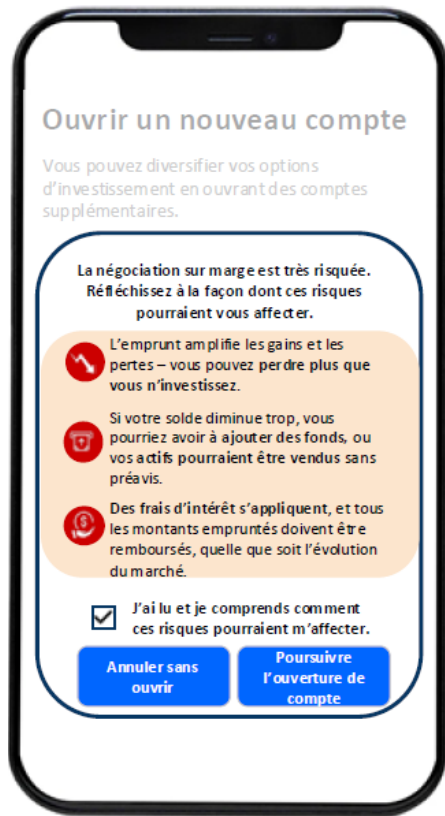 Ouvrir un nouveau compte
Vous pouvez diversifier vos options
d'investissement en ouvrant des comptes
supplémentaires.
La négociation sur marge est très risquée.
Réfléchissez à la façon dont ces risques
pourraient vous affecter.
L'emprunt amplifie les gains et les
pertes – vous pouvez perdre plus que
vous n'investissez.
Si votre solde diminue trop, vous
pourriez avoir à ajouter des fonds, ou
vos actifs pourraient être vendus sans
préavis.
Des frais d'intérêt s'appliquent, et tous
les montants empruntés doivent être
remboursés, quelle que soit l'évolution
du marché.
J'ai lu et je comprends comment
ces risques pourraient m'affecter.
Annuler sans
ouvrir
Poursuivre
l'ouverture de
compte